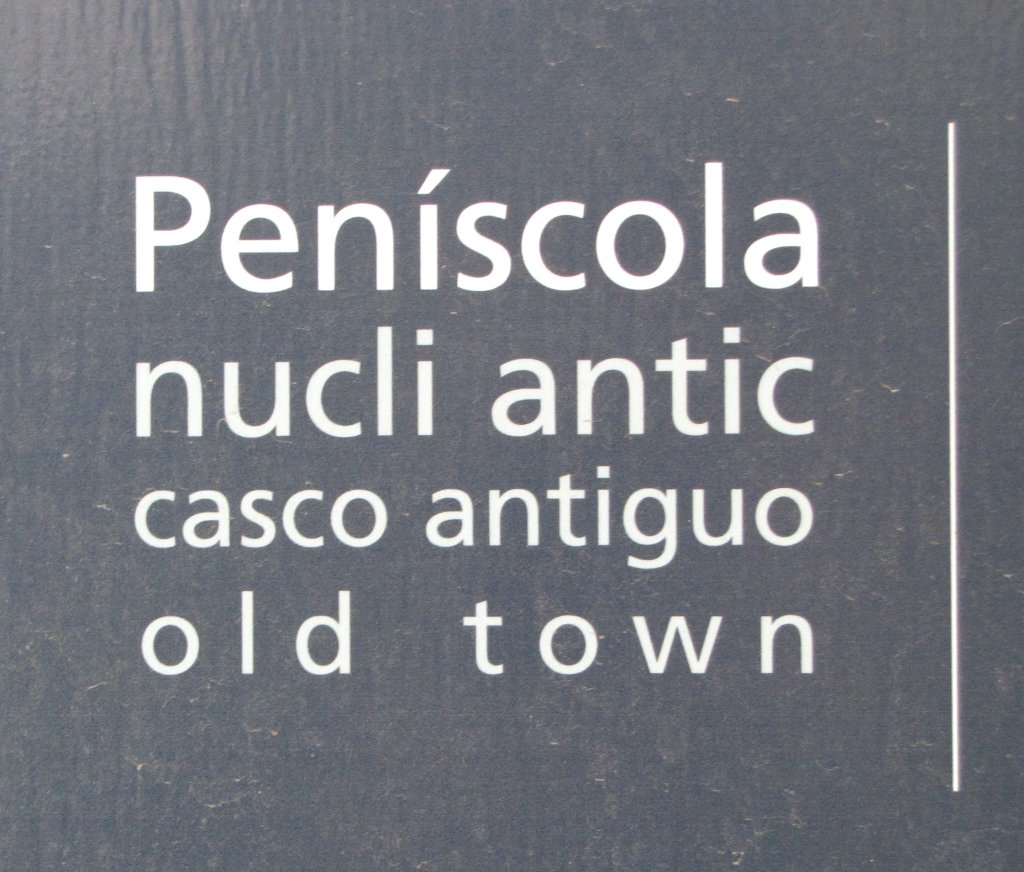 Peníscola
nucli antic
casco antiguo
old town